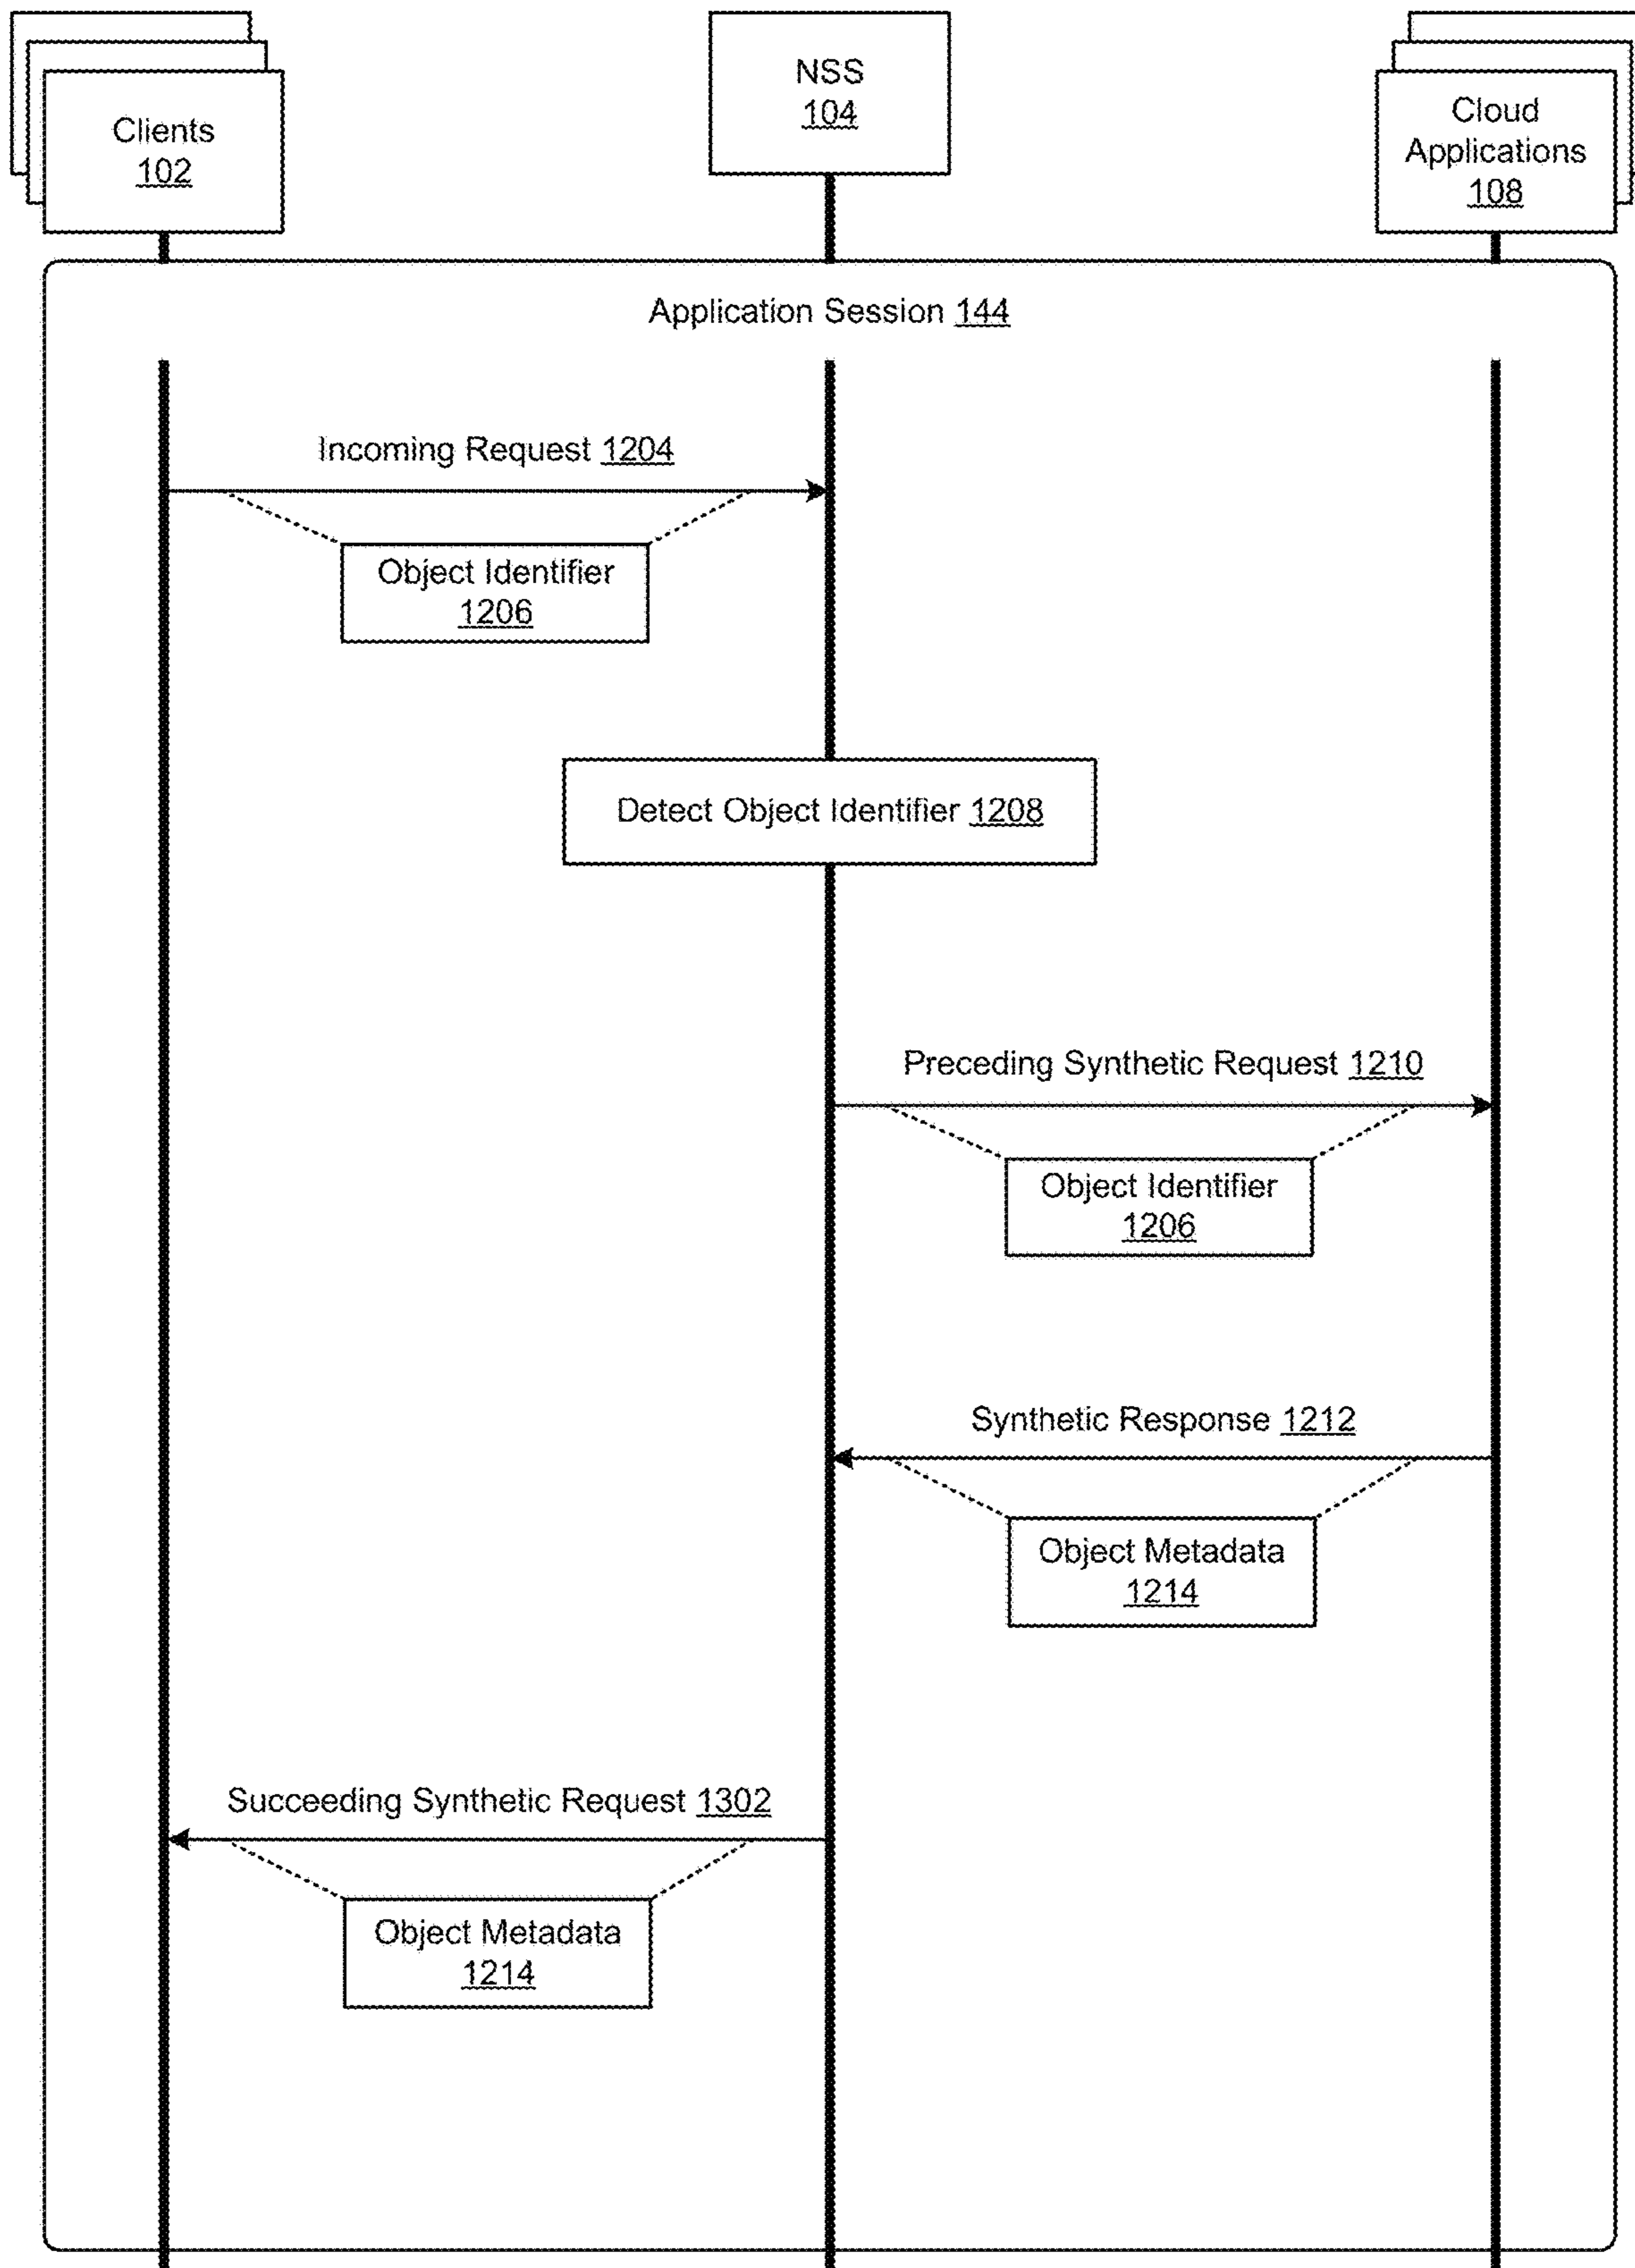 Clients
102
NSS
104
Cloud
Applications
108
Application Session 144
Incoming Request 1204
Object Identifier
1206
Detect Object Identifier 1208
Preceding Synthetic Request 1210
Object Identifier
1206
Synthetic Response 1212
Object Metadata
1214
Succeeding Synthetic Request 1302
Object Metadata
1214